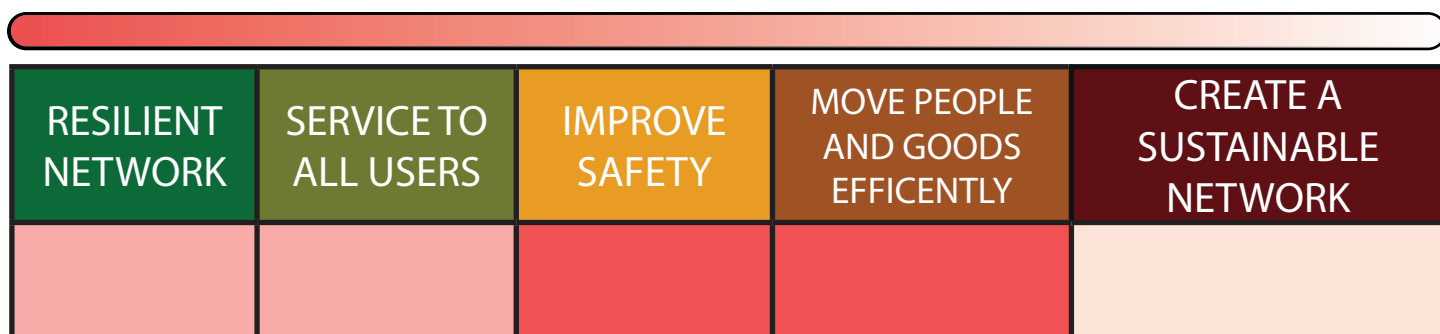 RESILIENT
NETWORK
SERVICE TO
ALL USERS
IMPROVE
SAFETY
MOVE PEOPLE
AND GOODS
EFFICENTLY
CREATE A
SUSTAINABLE
NETWORK